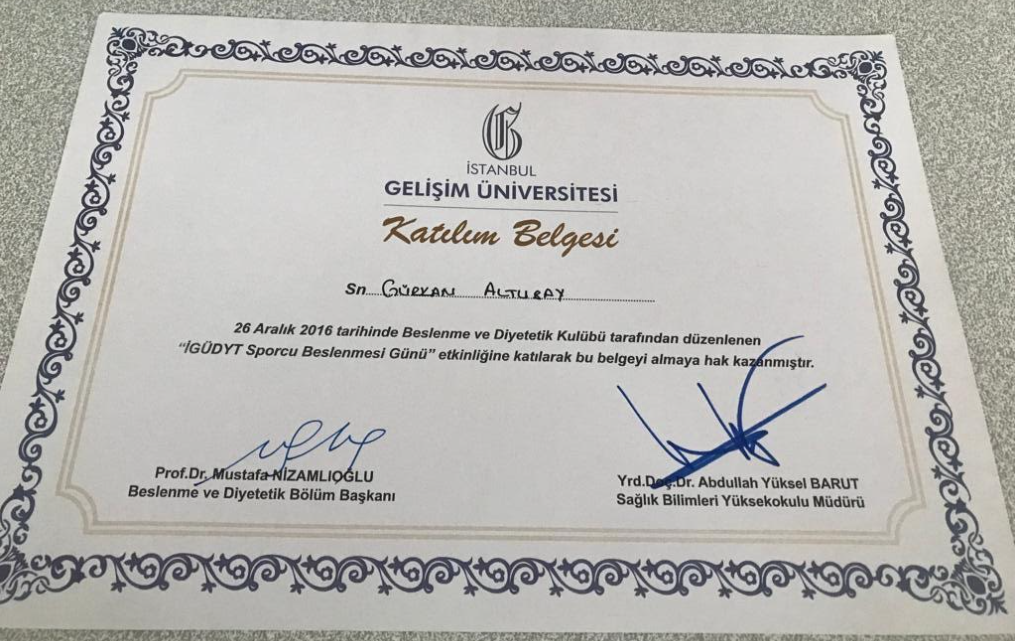 İSTANBUL
GELİŞİM ÜNİVERSİTESİ
Katılım Belgesi
Sn. GÜRKAN ALTURAY
26 Aralık 2016 tarihinde Beslenme ve Diyetetik Kulübü tarafından düzenlenen
"İGÜDYT Sporcu Beslenmesi Günü" etkinliğine katılarak bu belgeyi almaya hak kazanmıştır.
Prof.Dr. Mustafa NİZAMLIOĞLU
Beslenme ve Diyetetik Bölüm Başkanı
Yrd.Doç.Dr. Abdullah Yüksel BARUT
Sağlık Bilimleri Yüksekokulu Müdürü